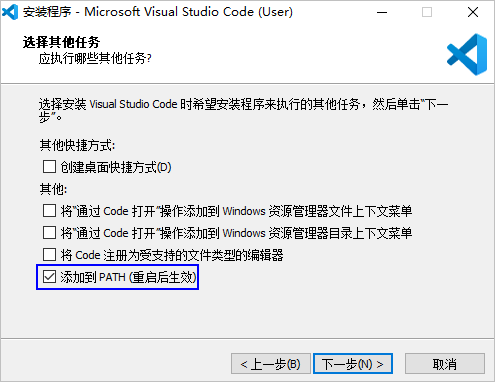 安装程序 - Microsoft Visual Studio Code (User)
选择其他任务
应执行哪些其他任务?
选择安装 Visual Studio Code 时希望安装程序来执行的其他任务，然后单击“下一
步”。
其他快捷方式:
创建桌面快捷方式(D)
其他:
将“通过 Code 打开”操作添加到 Windows 资源管理器文件上下文菜单
将“通过 Code 打开”操作添加到 Windows 资源管理器目录上下文菜单
将 Code 注册为受支持的文件类型的编辑器
添加到 PATH (重启后生效)
< 上一步(B) 下一步(N) > 取消